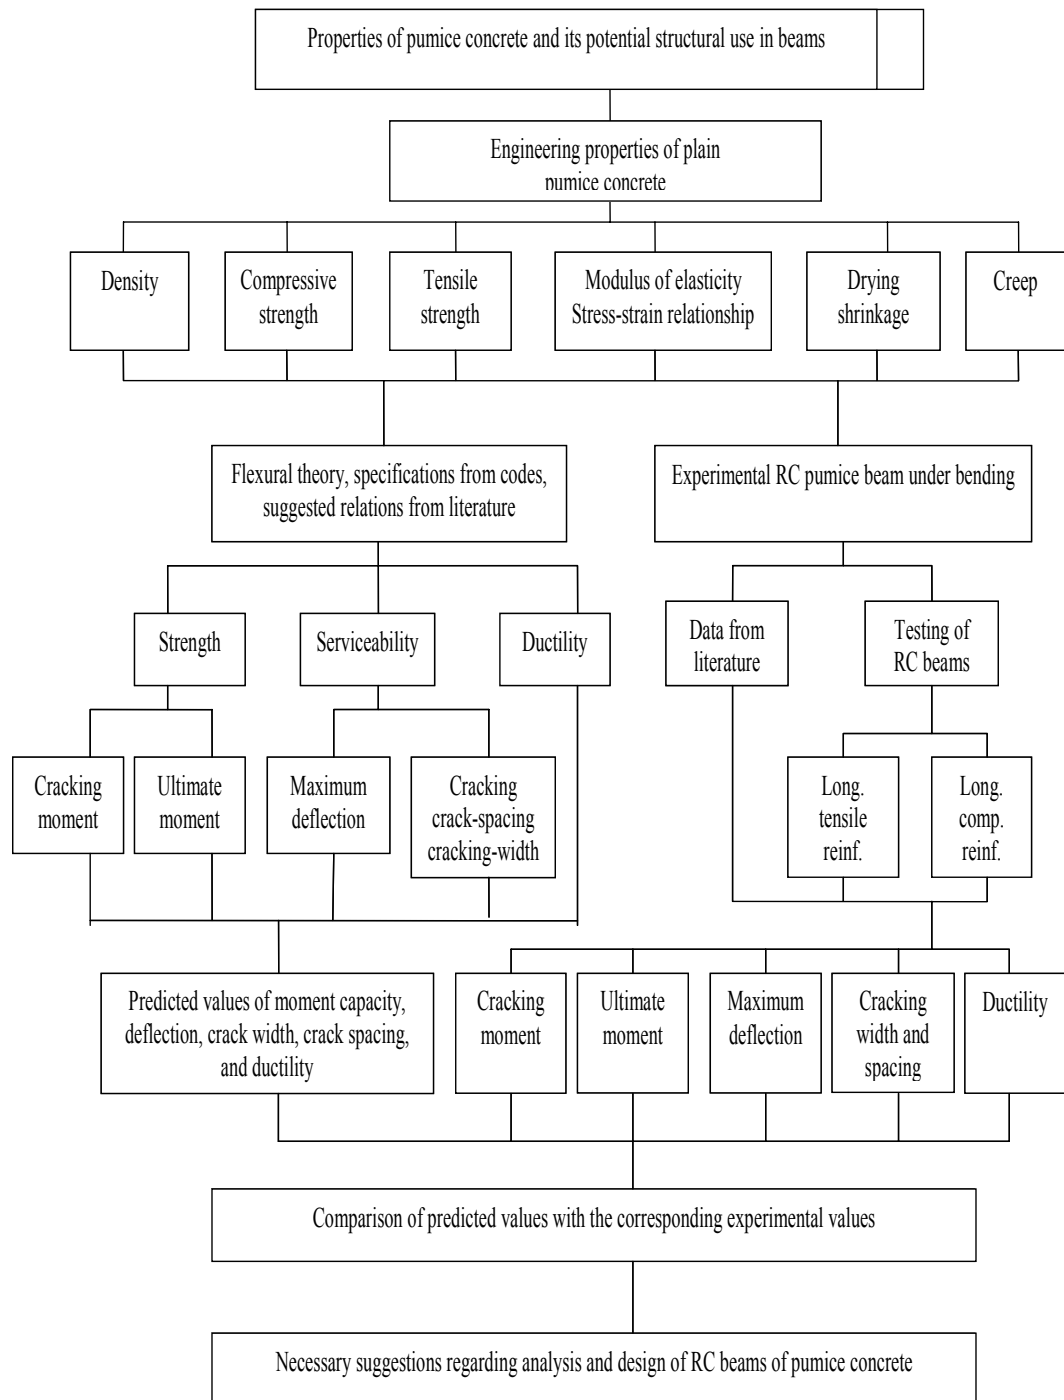 Properties of pumice concrete and its potential structural use in beams
Engineering properties of plain
pumice concrete
Density
Compressive
strength
Tensile
strength
Modulus of elasticity
Stress-strain relationship
Drying
shrinkage
Creep
Flexural theory, specifications from codes,
suggested relations from literature
Experimental RC pumice beam under bending
Strength
Serviceability
Ductility
Data from
literature
Testing of
RC beams
Cracking
moment
Ultimate
moment
Maximum
deflection
Cracking
crack-spacing
cracking-width
Long.
tensile
reinf.
Long.
comp.
reinf.
Predicted values of moment capacity,
deflection, crack width, crack spacing,
and ductility
Cracking
moment
Ultimate
moment
Maximum
deflection
Cracking
width and
spacing
Ductility
Comparison of predicted values with the corresponding experimental values
Necessary suggestions regarding analysis and design of RC beams of pumice concrete